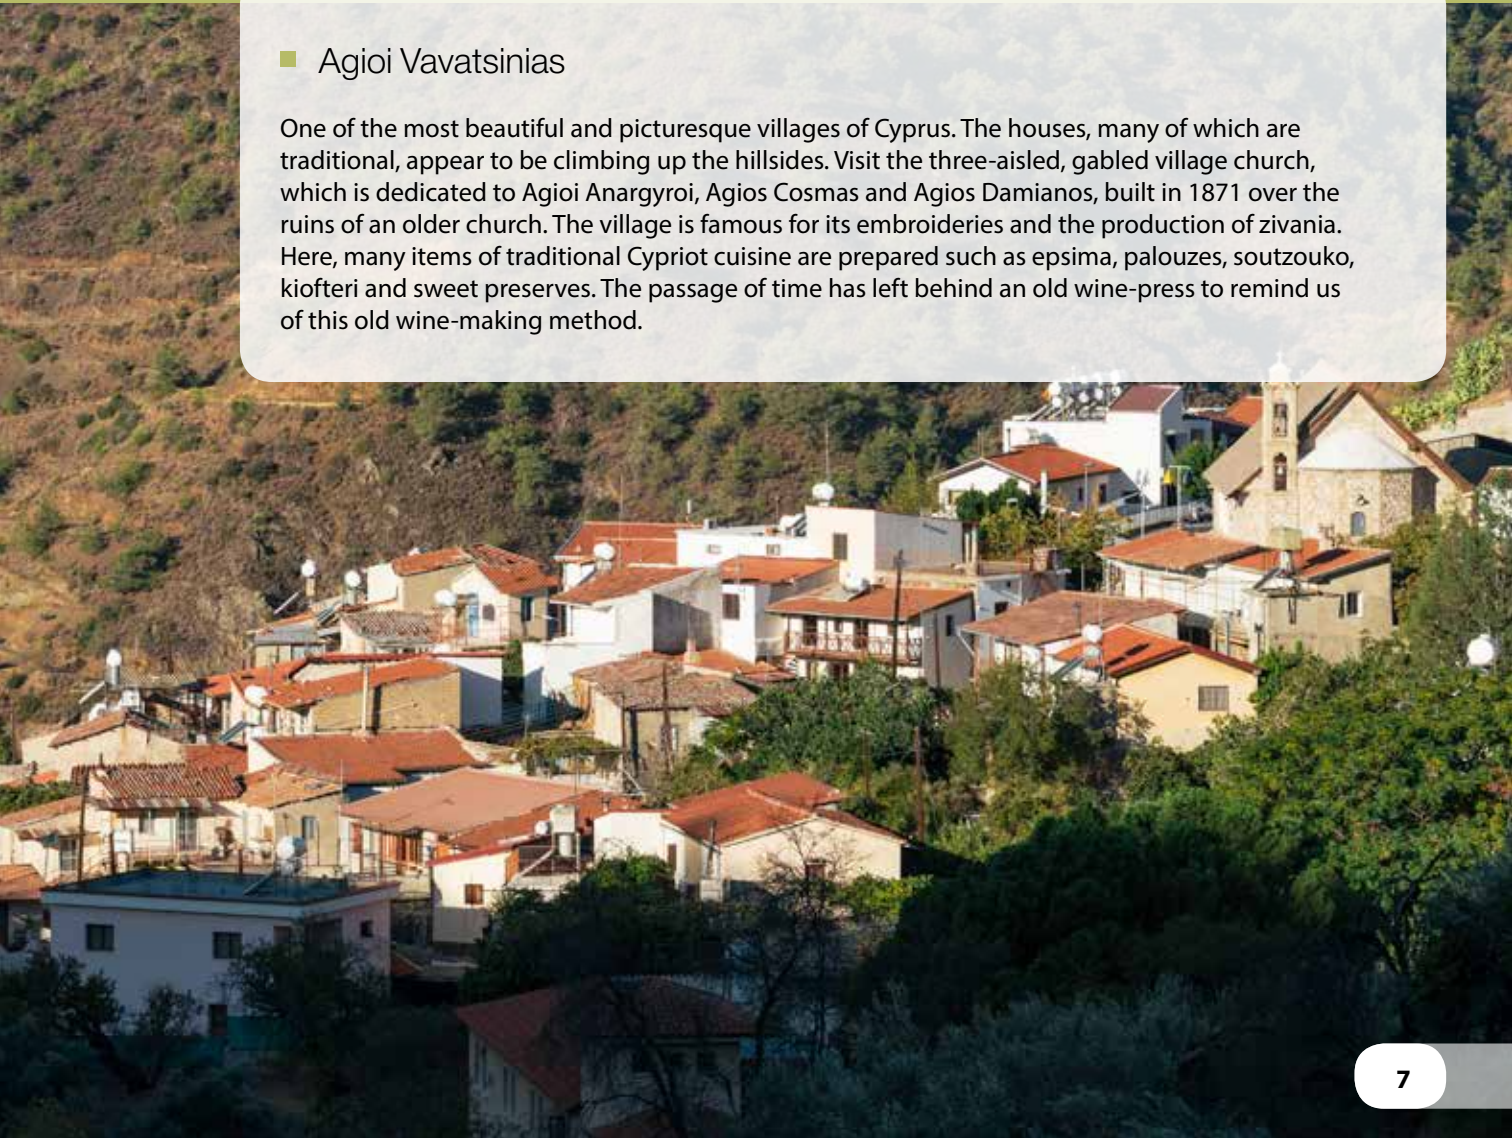 Agioi Vavatsinias
One of the most beautiful and picturesque villages of Cyprus. The houses, many of which are
traditional, appear to be climbing up the hillsides. Visit the three-aisled, gabled village church,
which is dedicated to Agioi Anargyroi, Agios Cosmas and Agios Damianos, built in 1871 over the
ruins of an older church. The village is famous for its embroideries and the production of zivania.
Here, many items of traditional Cypriot cuisine are prepared such as epsima, palouzes, soutzouko,
kiofteri and sweet preserves. The passage of time has left behind an old wine-press to remind us
of this old wine-making method.
7